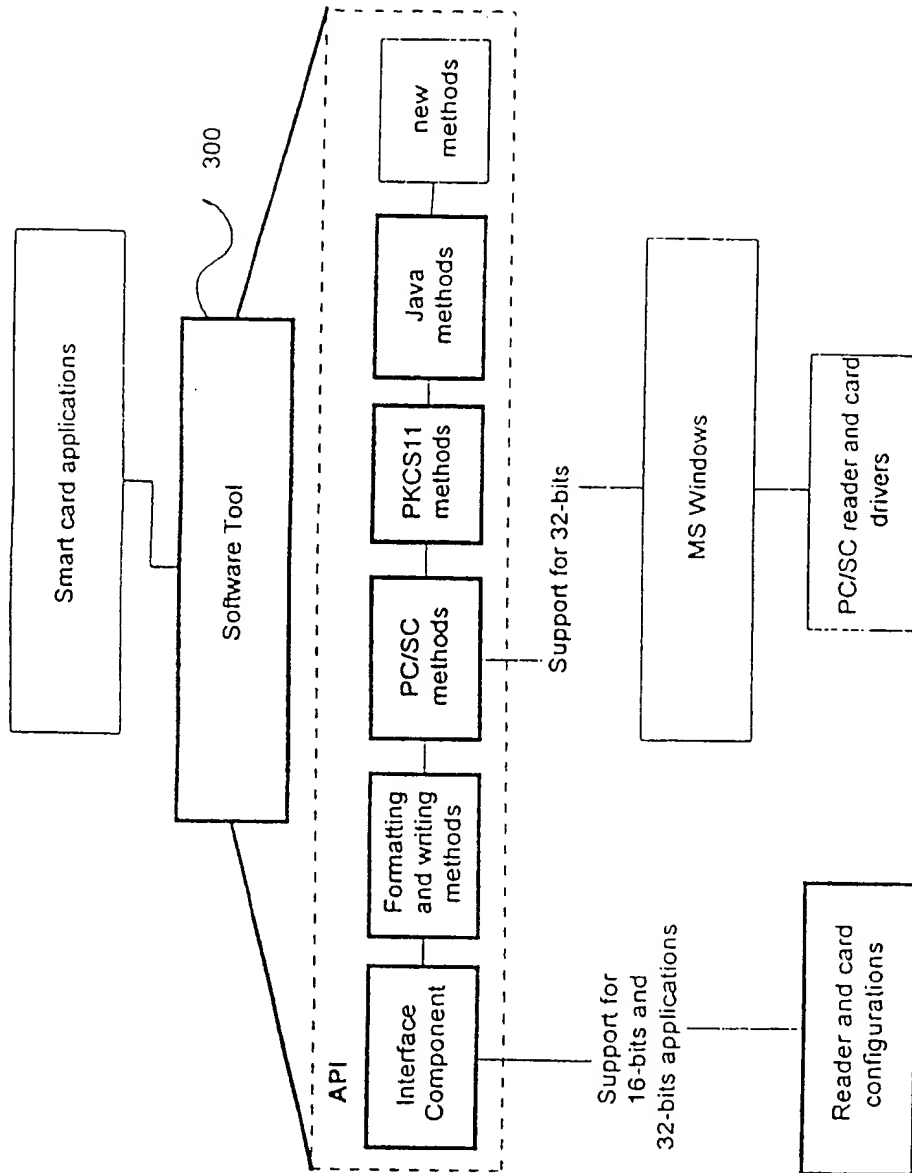 Smart card applications
300
Software Tool
API
Interface
Component
Formatting
and writing
methods
PC/SC
methods
PKCS11
methods
Java
methods
new
methods
Support for
16-bits and
32-bits applications
Support for 32-bits
Reader and card
configurations
MS Windows
PC/SC reader and card
drivers